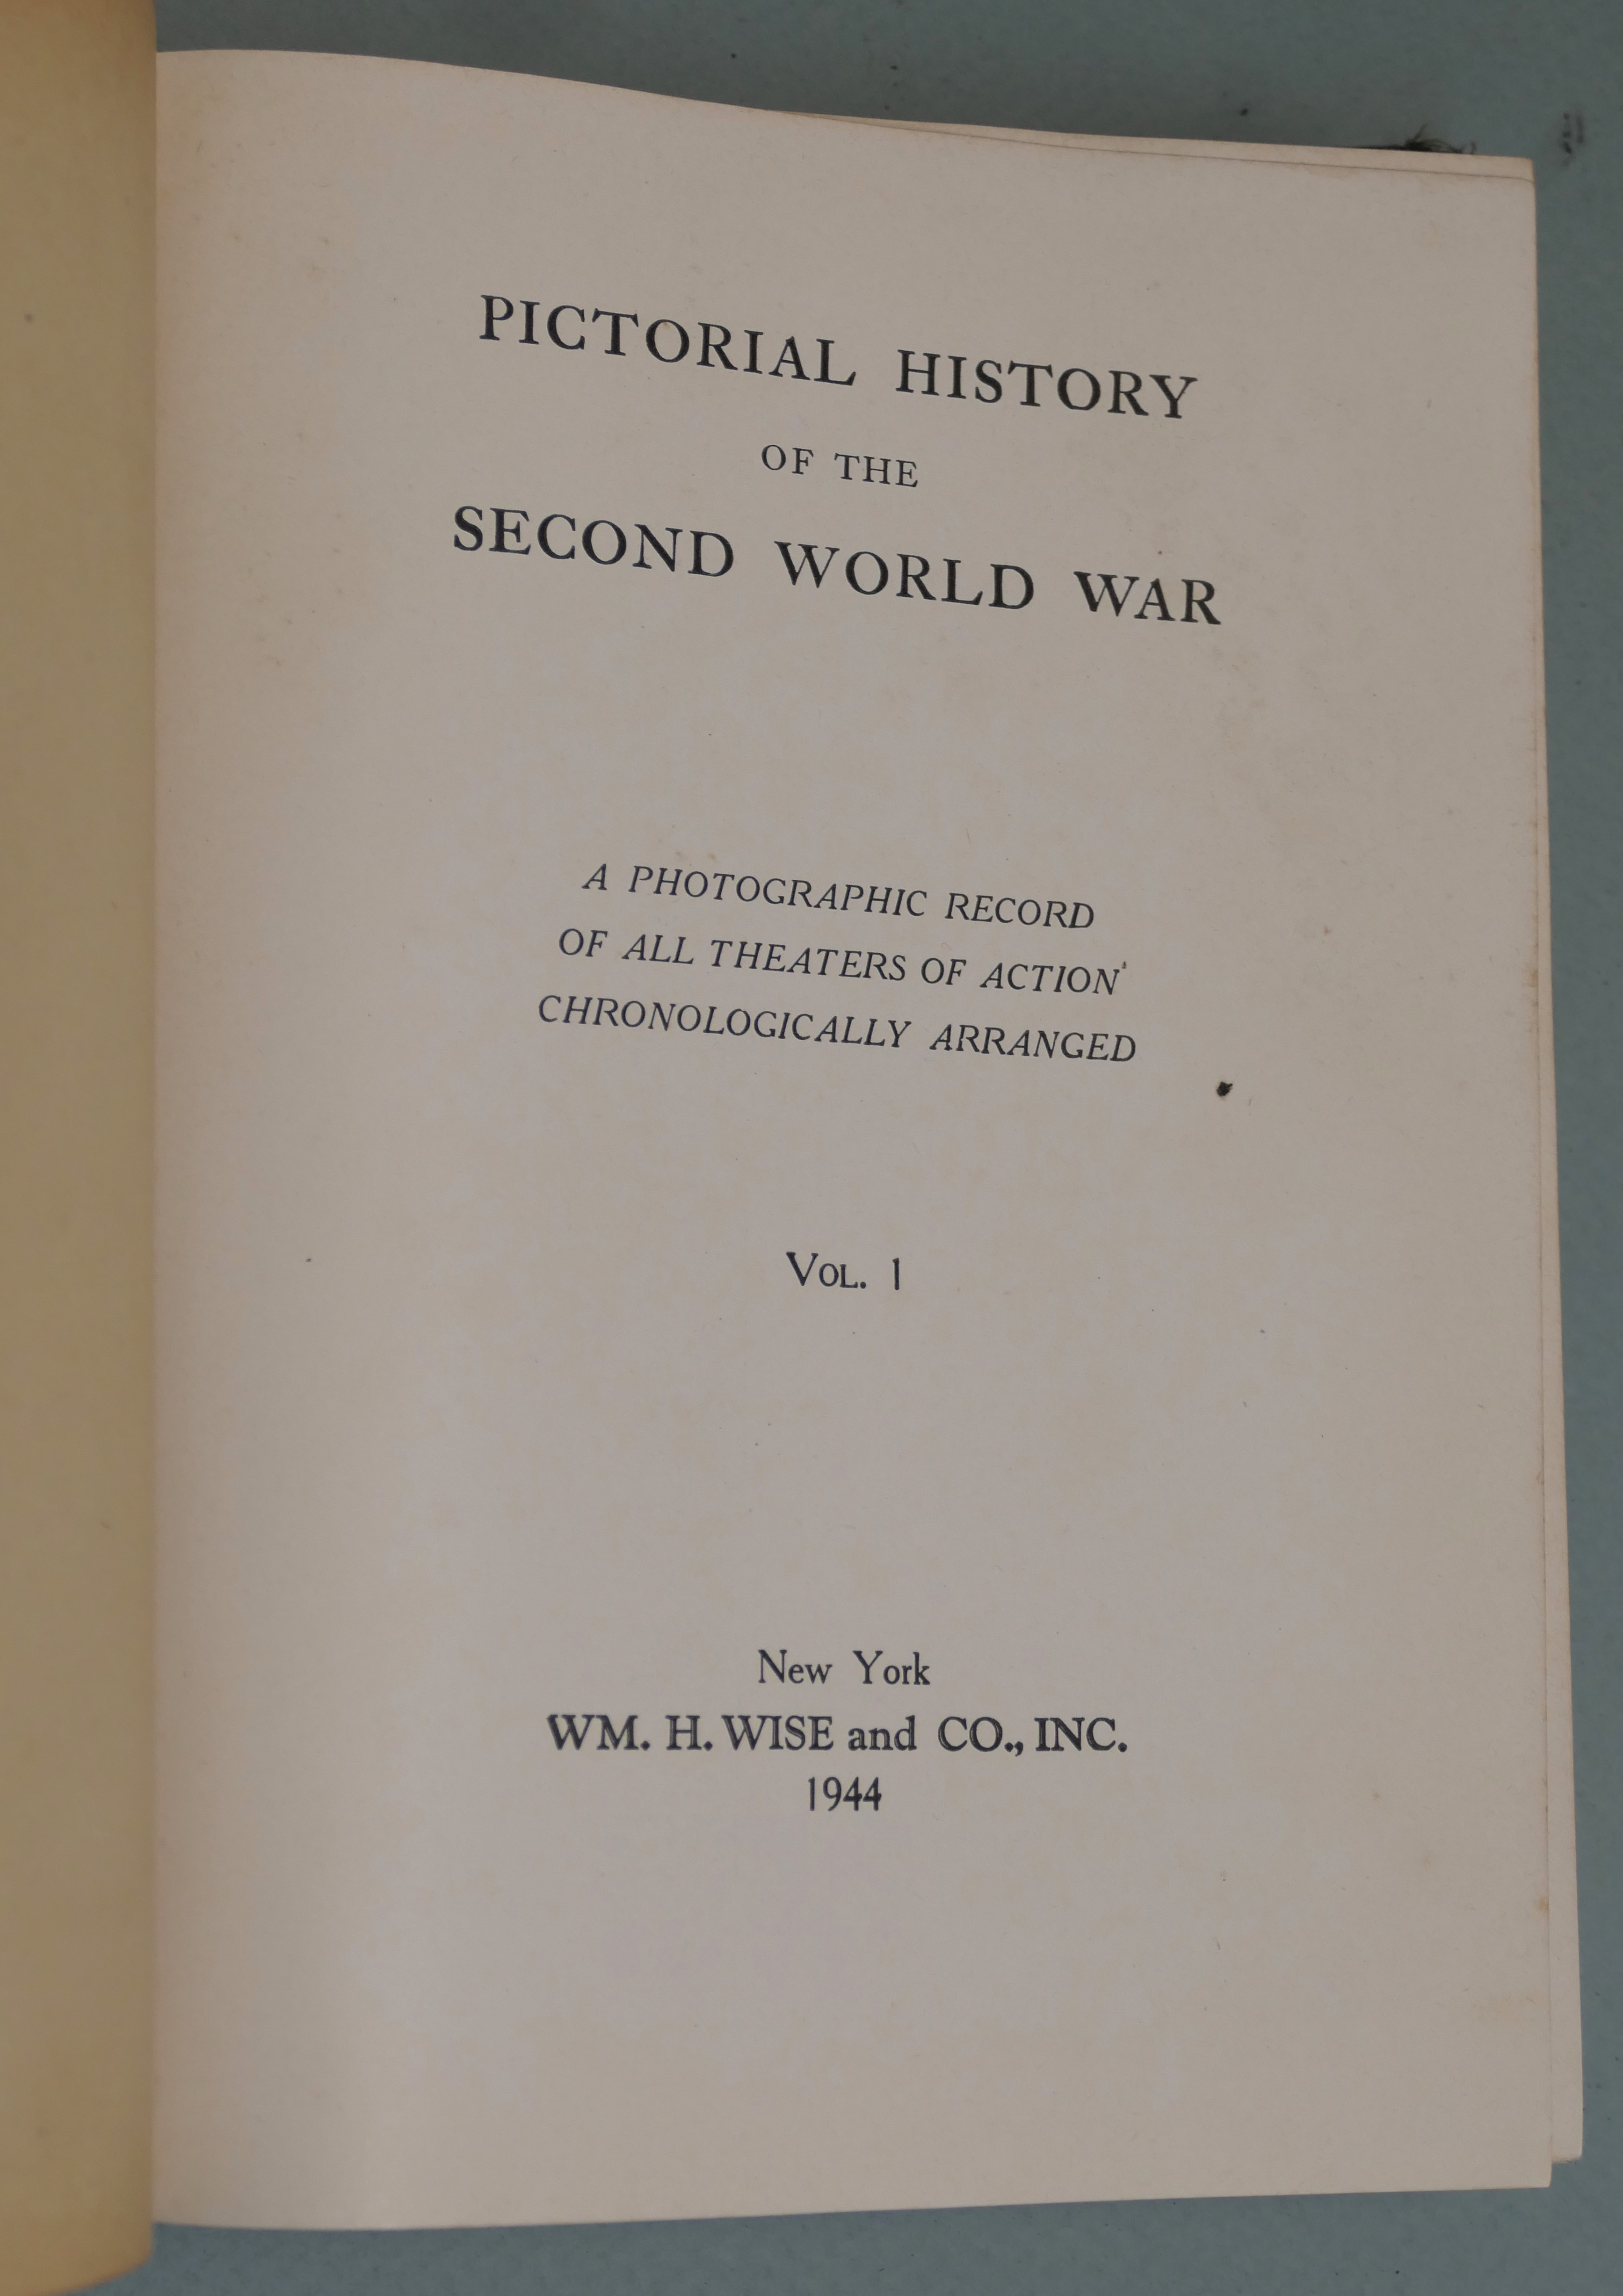 PICTORIAL HISTORY
OF THE
SECOND WORLD WAR
A PHOTOGRAPHIC RECORD
OF ALL THEATERS OF ACTION
CHRONOLOGICALLY ARRANGED
VOL. 1
New York
WM. H. WISE and CO., INC.
1944